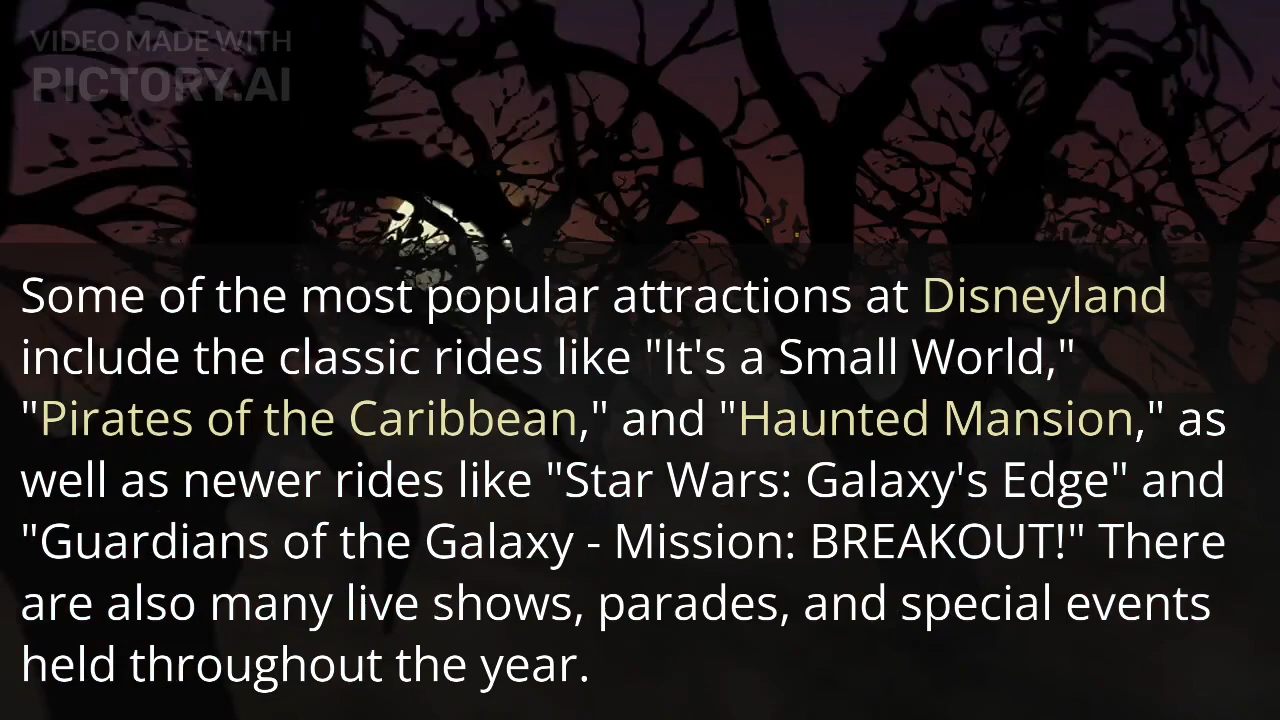 VIDEO MADE WITH
PICTORY.AI
Some of the most popular attractions at Disneyland
include the classic rides like "It's a Small World,"
"Pirates of the Caribbean," and "Haunted Mansion," as
well as newer rides like "Star Wars: Galaxy's Edge" and
"Guardians of the Galaxy - Mission: BREAKOUT!" There
are also many live shows, parades, and special events
held throughout the year.